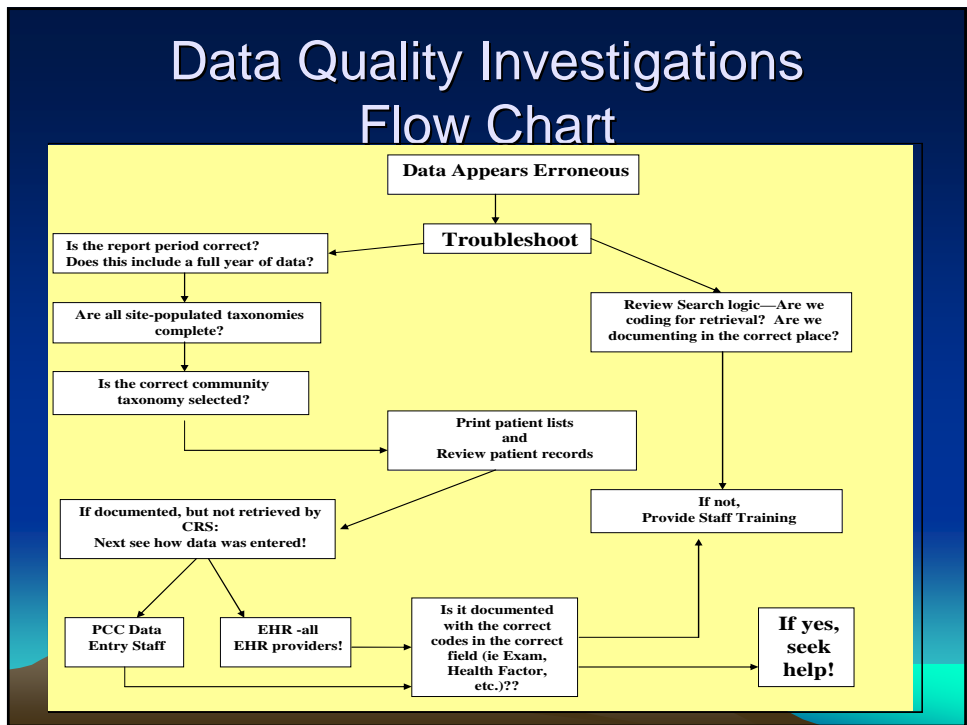 Data Quality Investigations
Flow Chart
Data Appears Erroneous
Troubleshoot
Is the report period correct?
Does this include a full year of data?
Review Search logic—Are we
coding for retrieval? Are we
documenting in the correct place?
Are all site-populated taxonomies
complete?
Is the correct community
taxonomy selected?
Print patient lists
and
Review patient records
If documented, but not retrieved by
CRS:
Next see how data was entered!
If not,
Provide Staff Training
PCC Data
Entry Staff
EHR -all
EHR providers!
Is it documented
with the correct
codes in the correct
field (ie Exam,
Health Factor,
etc.)??
If yes,
seek
help!